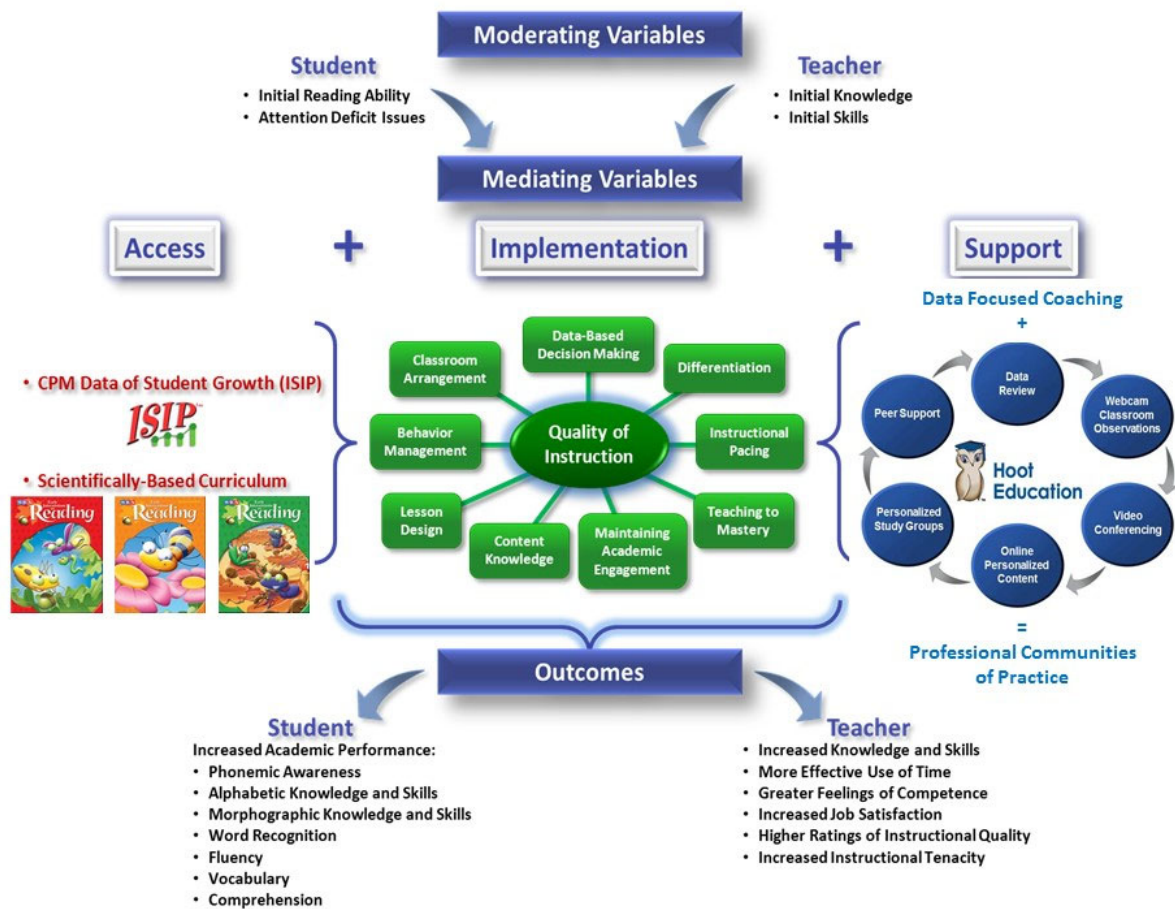 Moderating Variables
Student
• Initial Reading Ability
• Attention Deficit Issues
Teacher
• Initial Knowledge
• Initial Skills
Mediating Variables
Access
+
Implementation
+
Support
• CPM Data of Student Growth (ISIP)
ISIP™
• Scientifically-Based Curriculum
Reading
Reading
Reading
Quality of
Instruction
Data-Based
Decision Making
Differentiation
Instructional
Pacing
Teaching to
Mastery
Maintaining
Academic
Engagement
Content
Knowledge
Lesson
Design
Behavior
Management
Classroom
Arrangement
Data Focused Coaching
+
Data
Review
Webcam
Classroom
Observations
Video
Conferencing
Online
Personalized
Content
Personalized
Study Groups
Peer Support
Hoot
Education
=
Professional Communities
of Practice
Outcomes
Student
Increased Academic Performance:
• Phonemic Awareness
• Alphabetic Knowledge and Skills
• Morphographic Knowledge and Skills
• Word Recognition
• Fluency
• Vocabulary
• Comprehension
Teacher
• Increased Knowledge and Skills
• More Effective Use of Time
• Greater Feelings of Competence
• Increased Job Satisfaction
• Higher Ratings of Instructional Quality
• Increased Instructional Tenacity